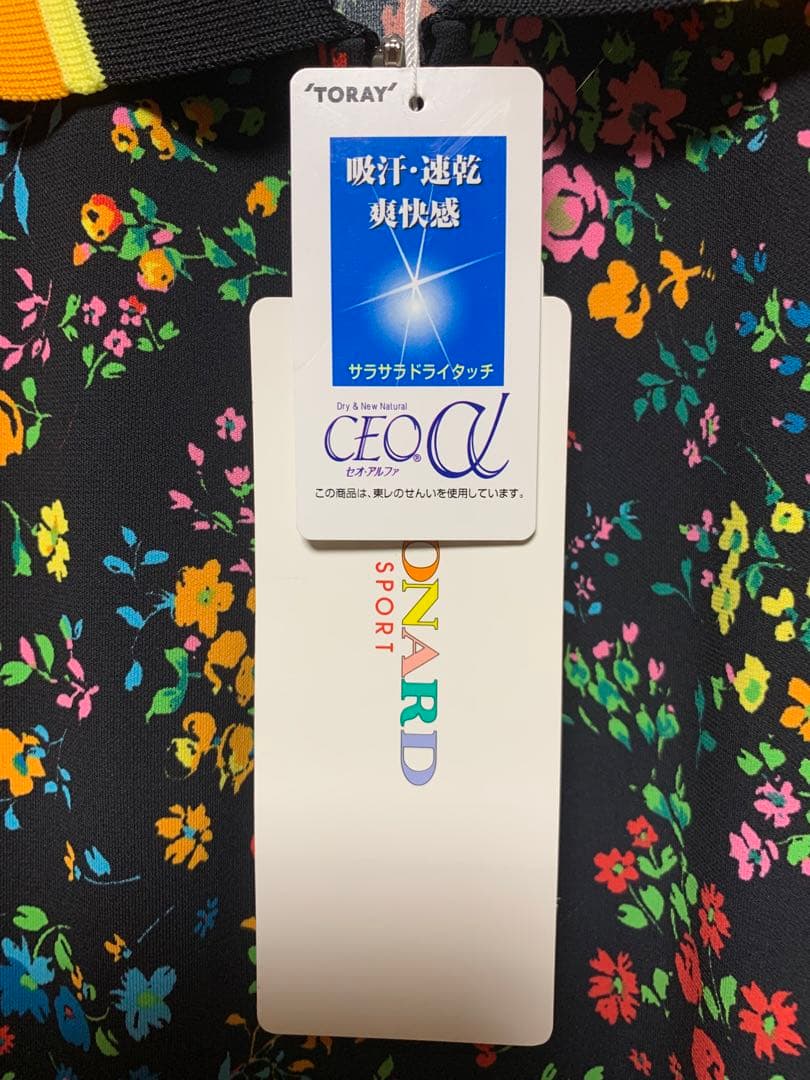 'TORAY'
吸汗・速乾
爽快感
サラサラドライタッチ
Dry & New Natural
CEO®α
セオ・アルファ
この商品は、東レのせんいを使用しています。
ONARD
SPORT